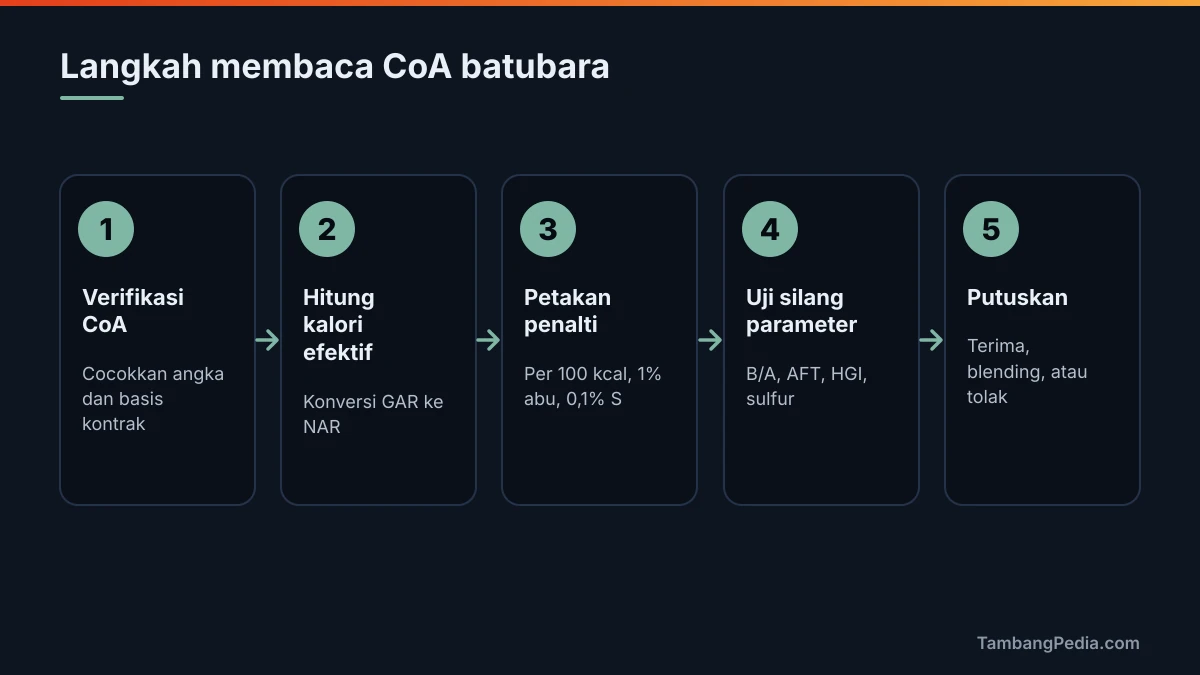 Langkah membaca CoA batubara
1
Verifikasi
CoA
Cocokkan angka
dan basis
kontrak
2
Hitung
kalori
efektif
Konversi GAR ke
NAR
3
Petakan
penalti
Per 100 kcal, 1%
abu, 0,1% S
4
Uji silang
parameter
B/A, AFT, HGI,
sulfur
5
Putuskan
Terima,
blending, atau
tolak
TambangPedia.com